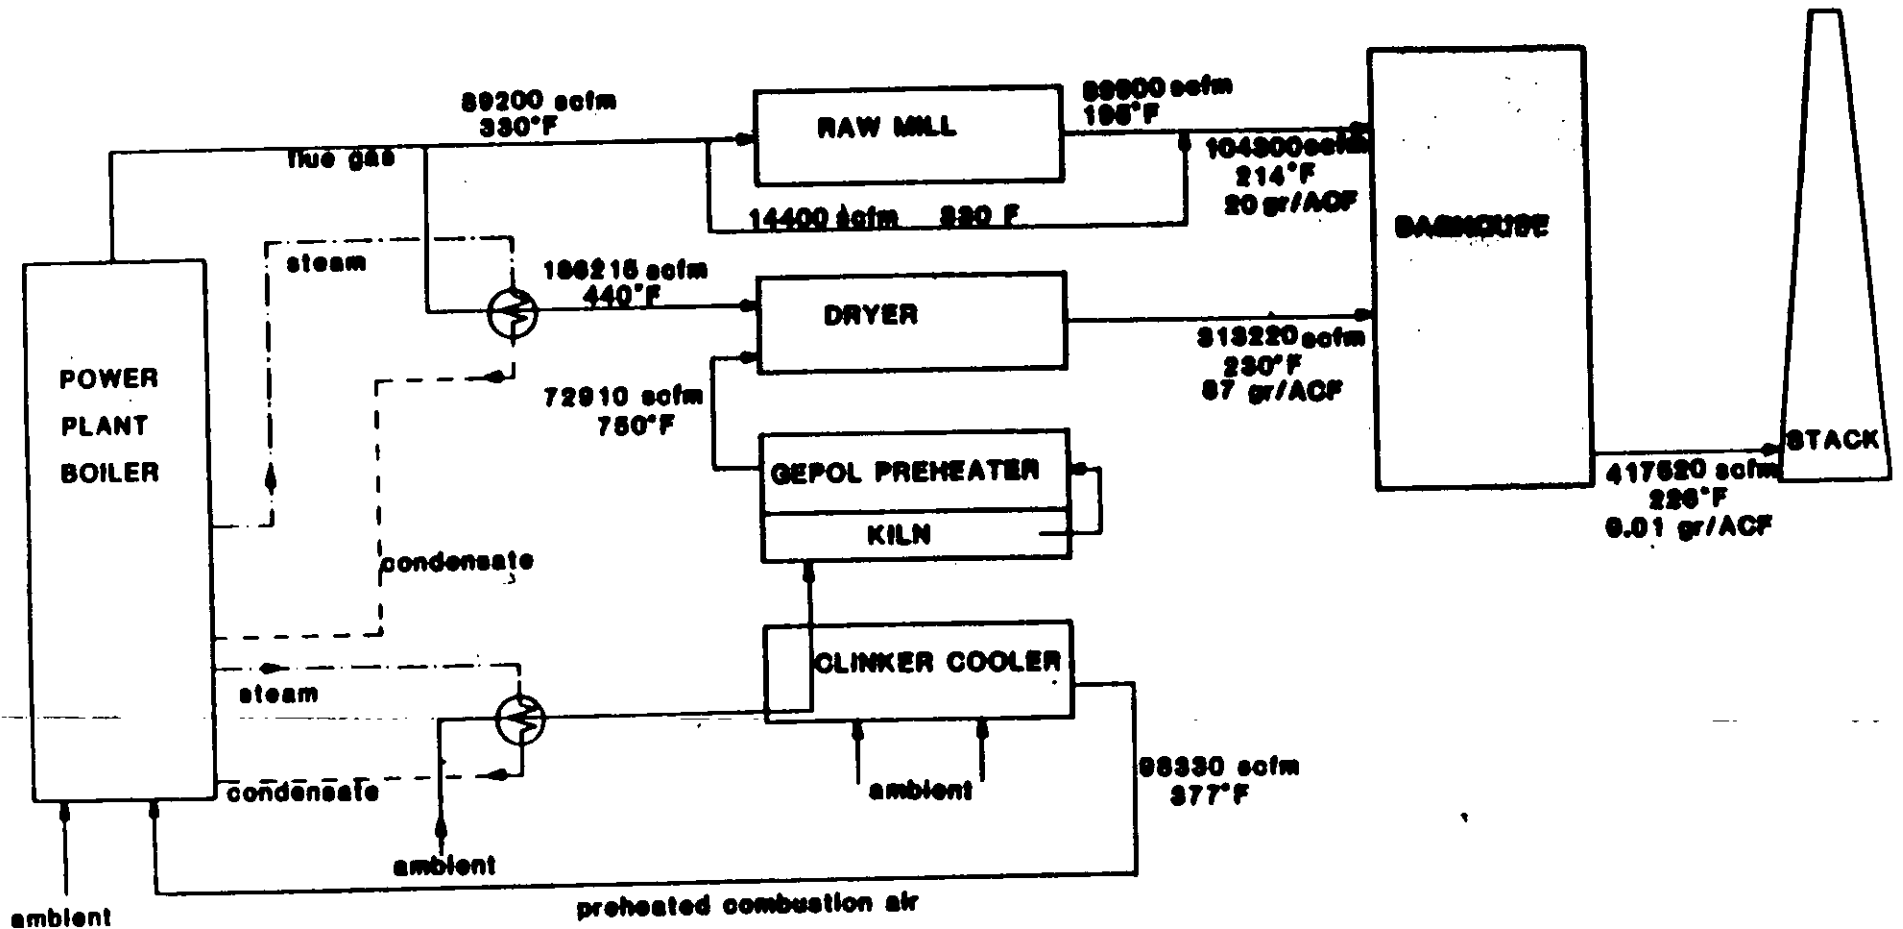 89200 scfm
330°F
flue gas
RAW MILL
89900 scfm
195°F
104300 scfm
214°F
20 gr/ACF
14400 scfm 330 F
BAGHOUSE
steam
186215 scfm
440°F
DRYER
313220 scfm
230°F
87 gr/ACF
POWER
PLANT
BOILER
72910 scfm
750°F
GEPOL PREHEATER
KILN
STACK
417520 scfm
226°F
0.01 gr/ACF
condensate
CLINKER COOLER
steam
condensate
ambient
98330 scfm
377°F
ambient
ambient
preheated combustion air